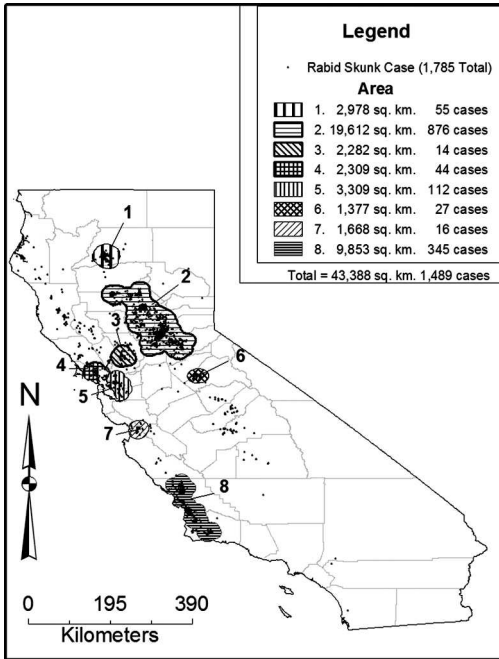 Legend
Rabid Skunk Case (1,785 Total)
Area
1. 2,978 sq. km. 55 cases
2. 19,612 sq. km. 876 cases
3. 2,282 sq. km. 14 cases
4. 2,309 sq. km. 44 cases
5. 3,309 sq. km. 112 cases
6. 1,377 sq. km. 27 cases
7. 1,668 sq. km. 16 cases
8. 9,853 sq. km. 345 cases
Total = 43,388 sq. km. 1,489 cases
1
2
3
6
4
5
N
7
8
0 195 390
Kilometers